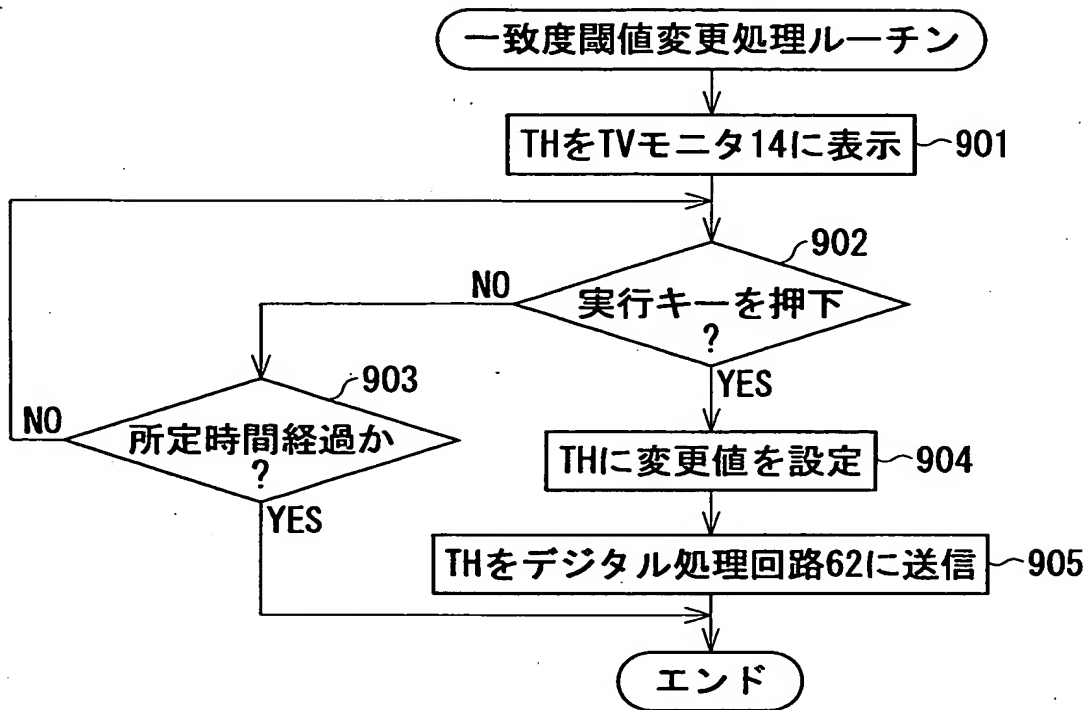 一致度閾値変更処理ルーチン
THをTVモニタ14に表示
901
902
NO
実行キーを押下
?
YES
903
NO
所定時間経過か
?
YES
THに変更値を設定
904
THをデジタル処理回路62に送信
905
エンド